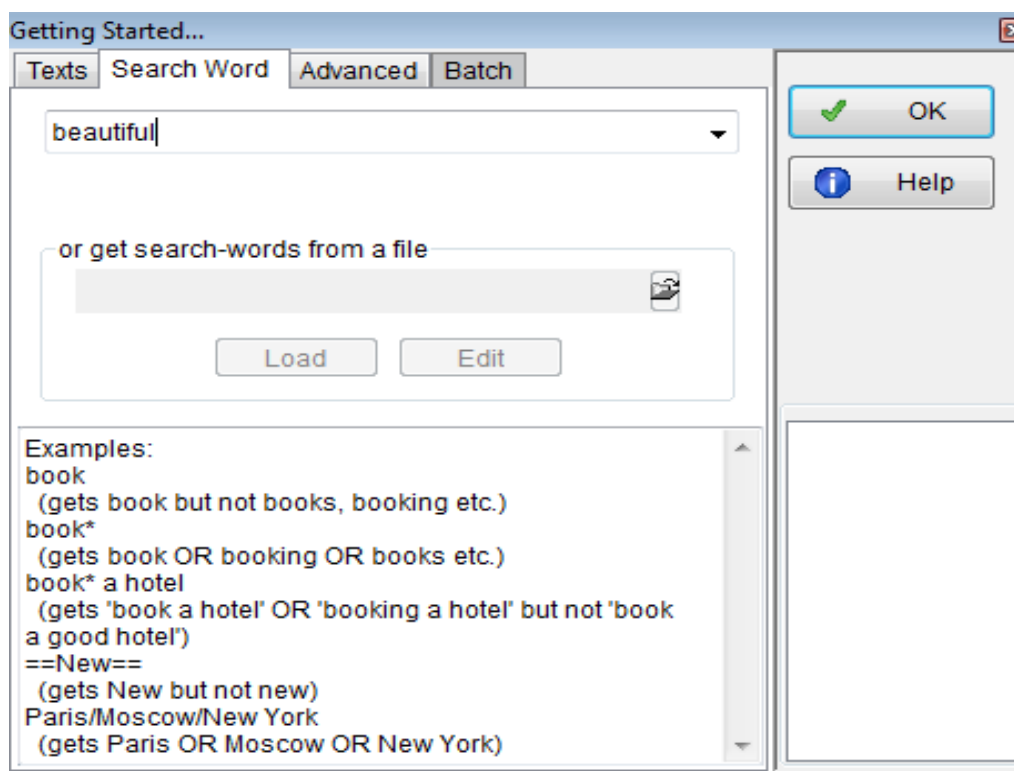 Getting Started...
Texts Search Word Advanced Batch
beautiful
OK
Help
or get search-words from a file
Load Edit
Examples:
book
(gets book but not books, booking etc.)
book*
(gets book OR booking OR books etc.)
book* a hotel
(gets 'book a hotel' OR 'booking a hotel' but not 'book
a good hotel')
==New==
(gets New but not new)
Paris/Moscow/New York
(gets Paris OR Moscow OR New York)